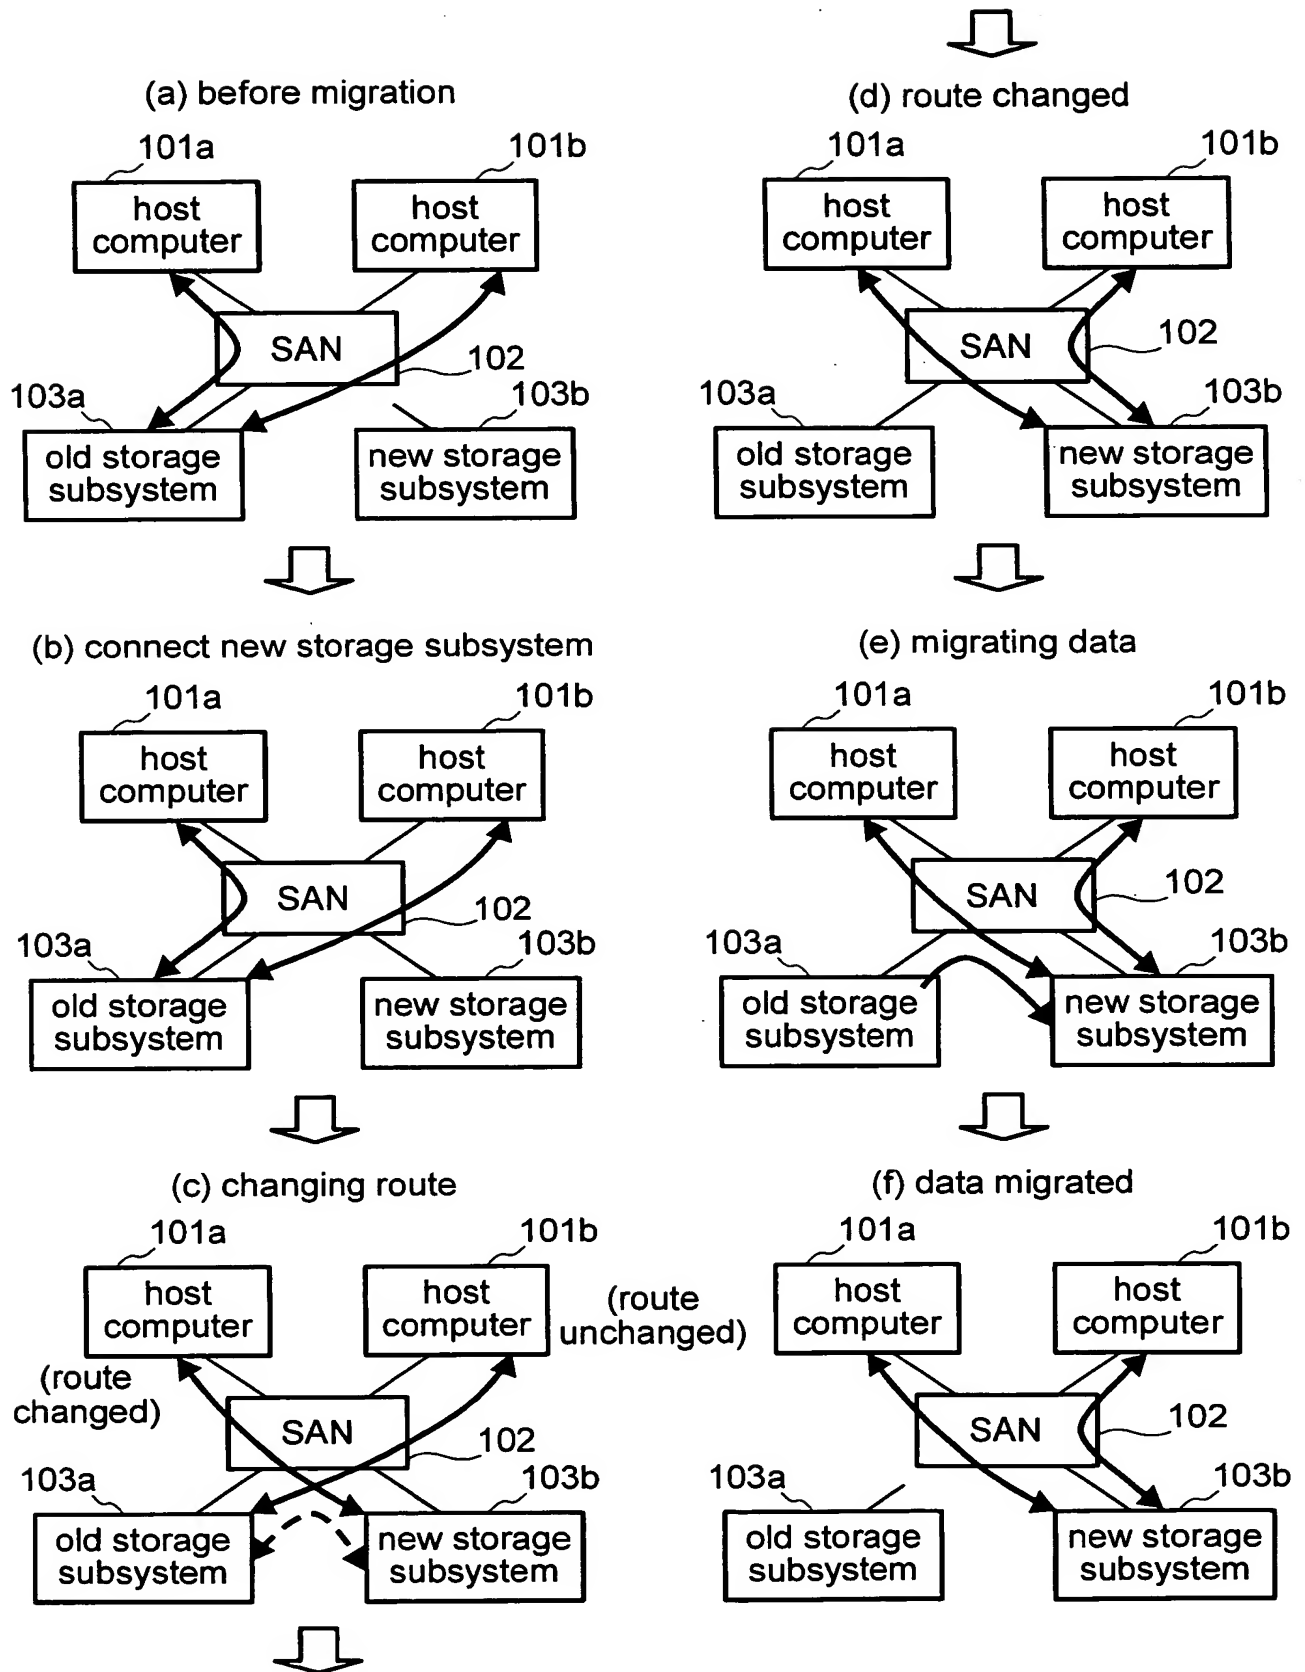 (a) before migration
101a
101b
host
computer
host
computer
SAN
102
103a
103b
old storage
subsystem
new storage
subsystem
(b) connect new storage subsystem
101a
101b
host
computer
host
computer
SAN
102
103a
103b
old storage
subsystem
new storage
subsystem
(c) changing route
101a
101b
host
computer
host
computer
(route
unchanged)
(route
changed)
SAN
102
103a
103b
old storage
subsystem
new storage
subsystem
(d) route changed
101a
101b
host
computer
host
computer
SAN
102
103a
103b
old storage
subsystem
new storage
subsystem
(e) migrating data
101a
101b
host
computer
host
computer
SAN
102
103a
103b
old storage
subsystem
new storage
subsystem
(f) data migrated
101a
101b
host
computer
host
computer
SAN
102
103a
103b
old storage
subsystem
new storage
subsystem